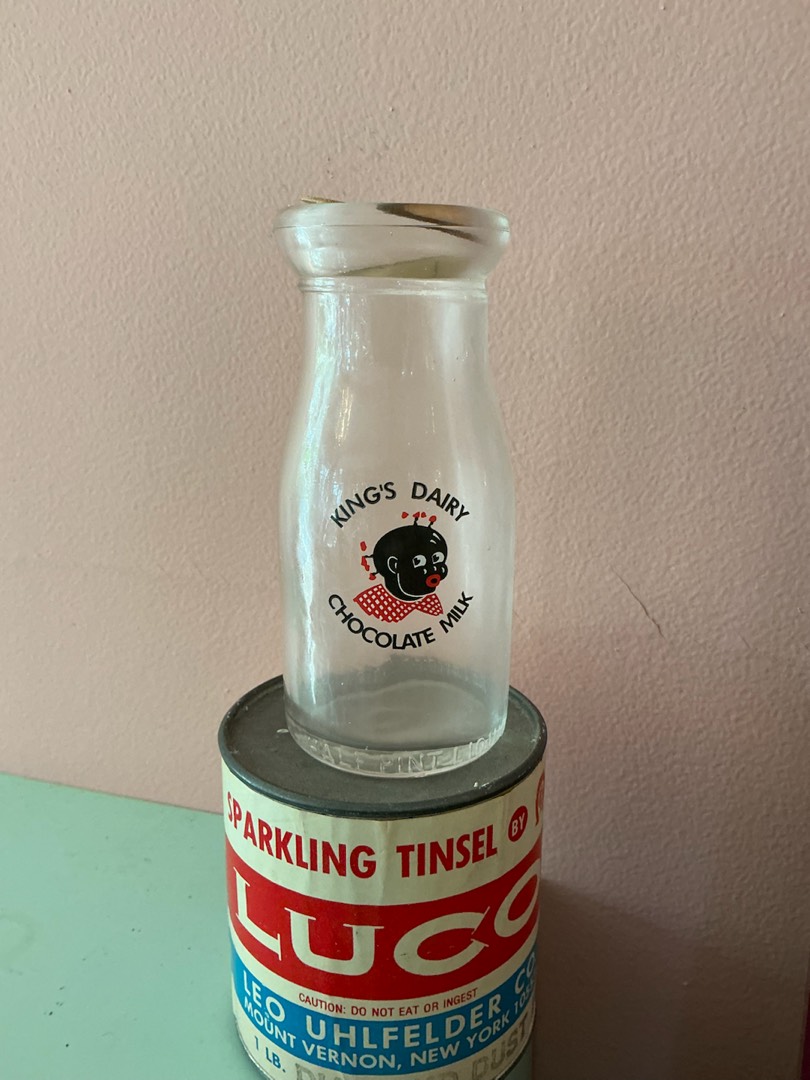 KING'S DAIRY
CHOCOLATE MILK
HALF PINT
SPARKLING TINSEL BY
LUCO
LEO UHLFELDER CO
CAUTION: DO NOT EAT OR INGEST
MOUNT VERNON, NEW YORK
1 LB.